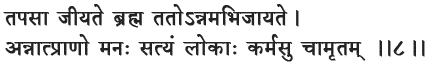 तपसा जीयते ब्रह्म ततोऽन्नमभिजायते ।
अन्नात्प्राणो मनः सत्यं लोकाः कर्मसु चामृतम् ॥८॥